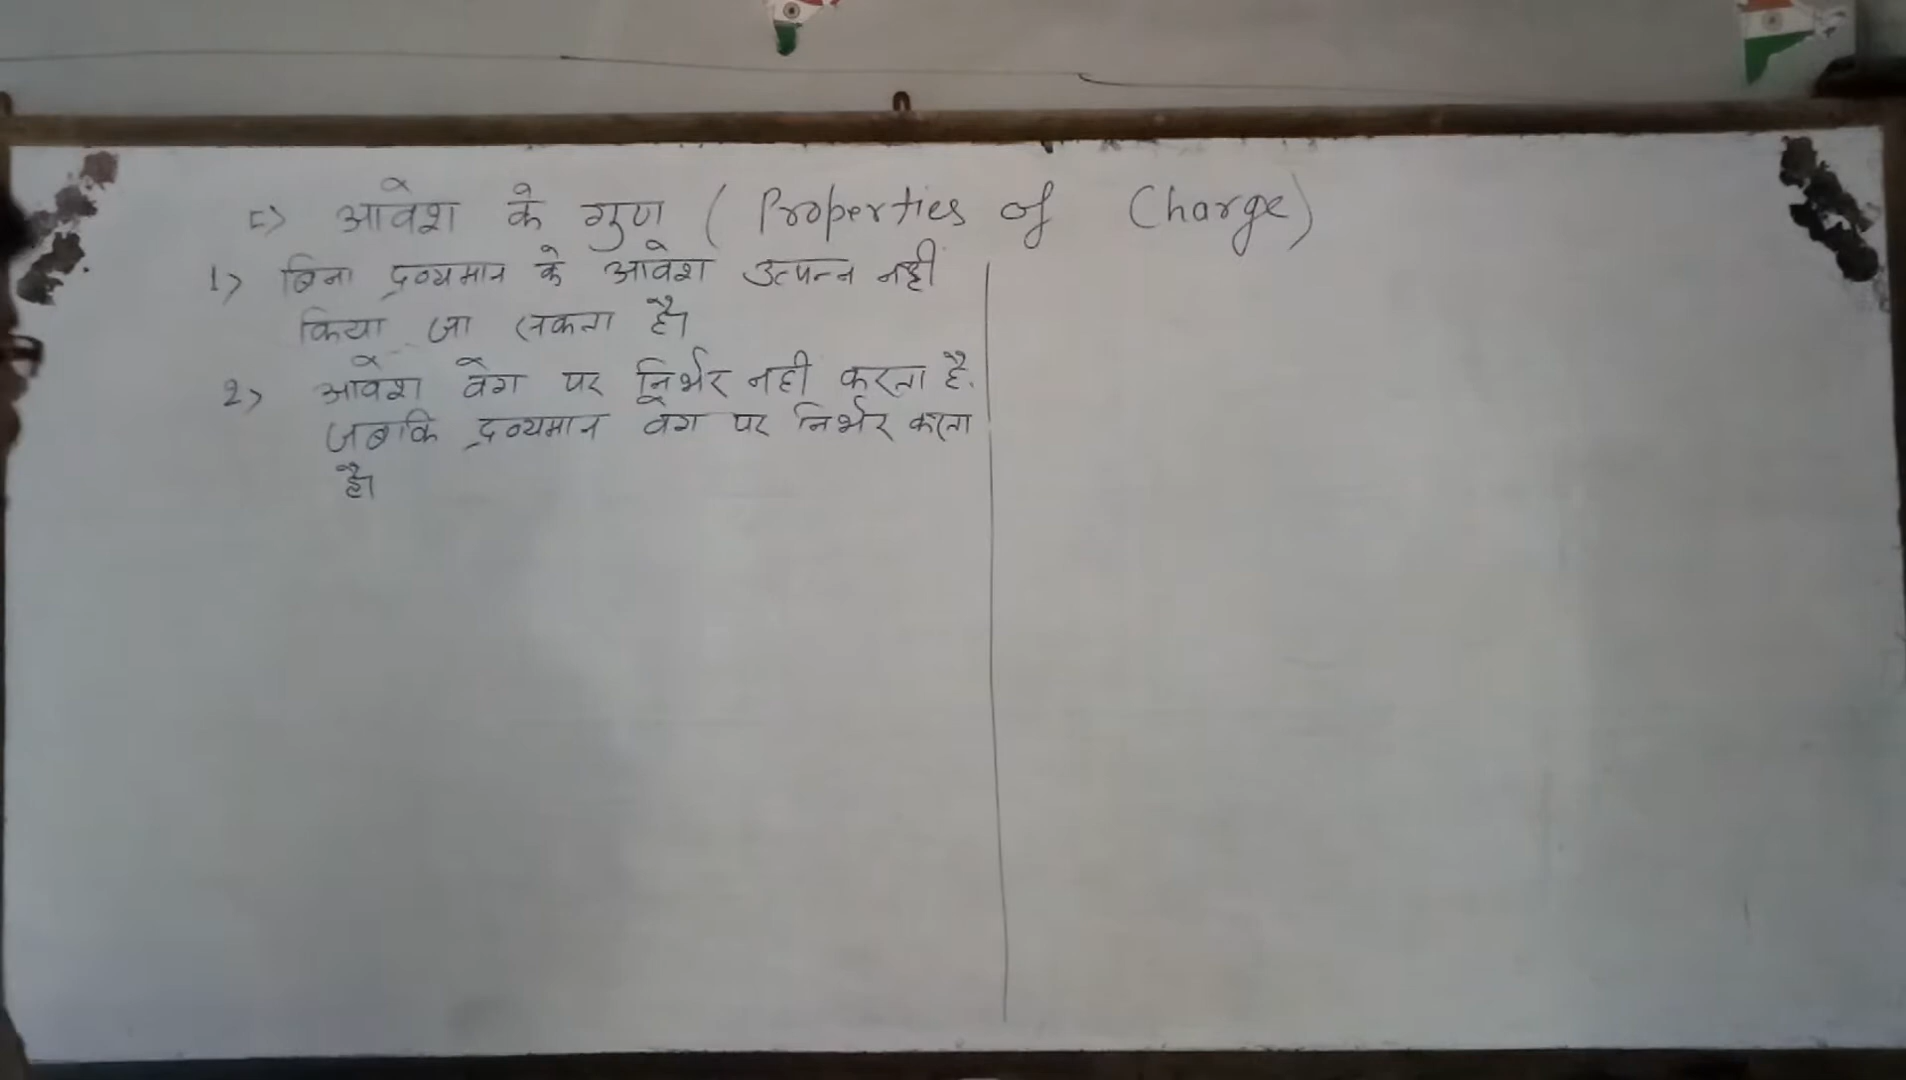 ⇨ आवेश के गुण ( Properties of Charge)
1> बिना द्रव्यमान के आवेश उत्पन्न नही
किया जा सकता है।
2> आवेश वेग पर निर्भर नही करता है.
जबकि द्रव्यमान वेग पर निर्भर करता
है।